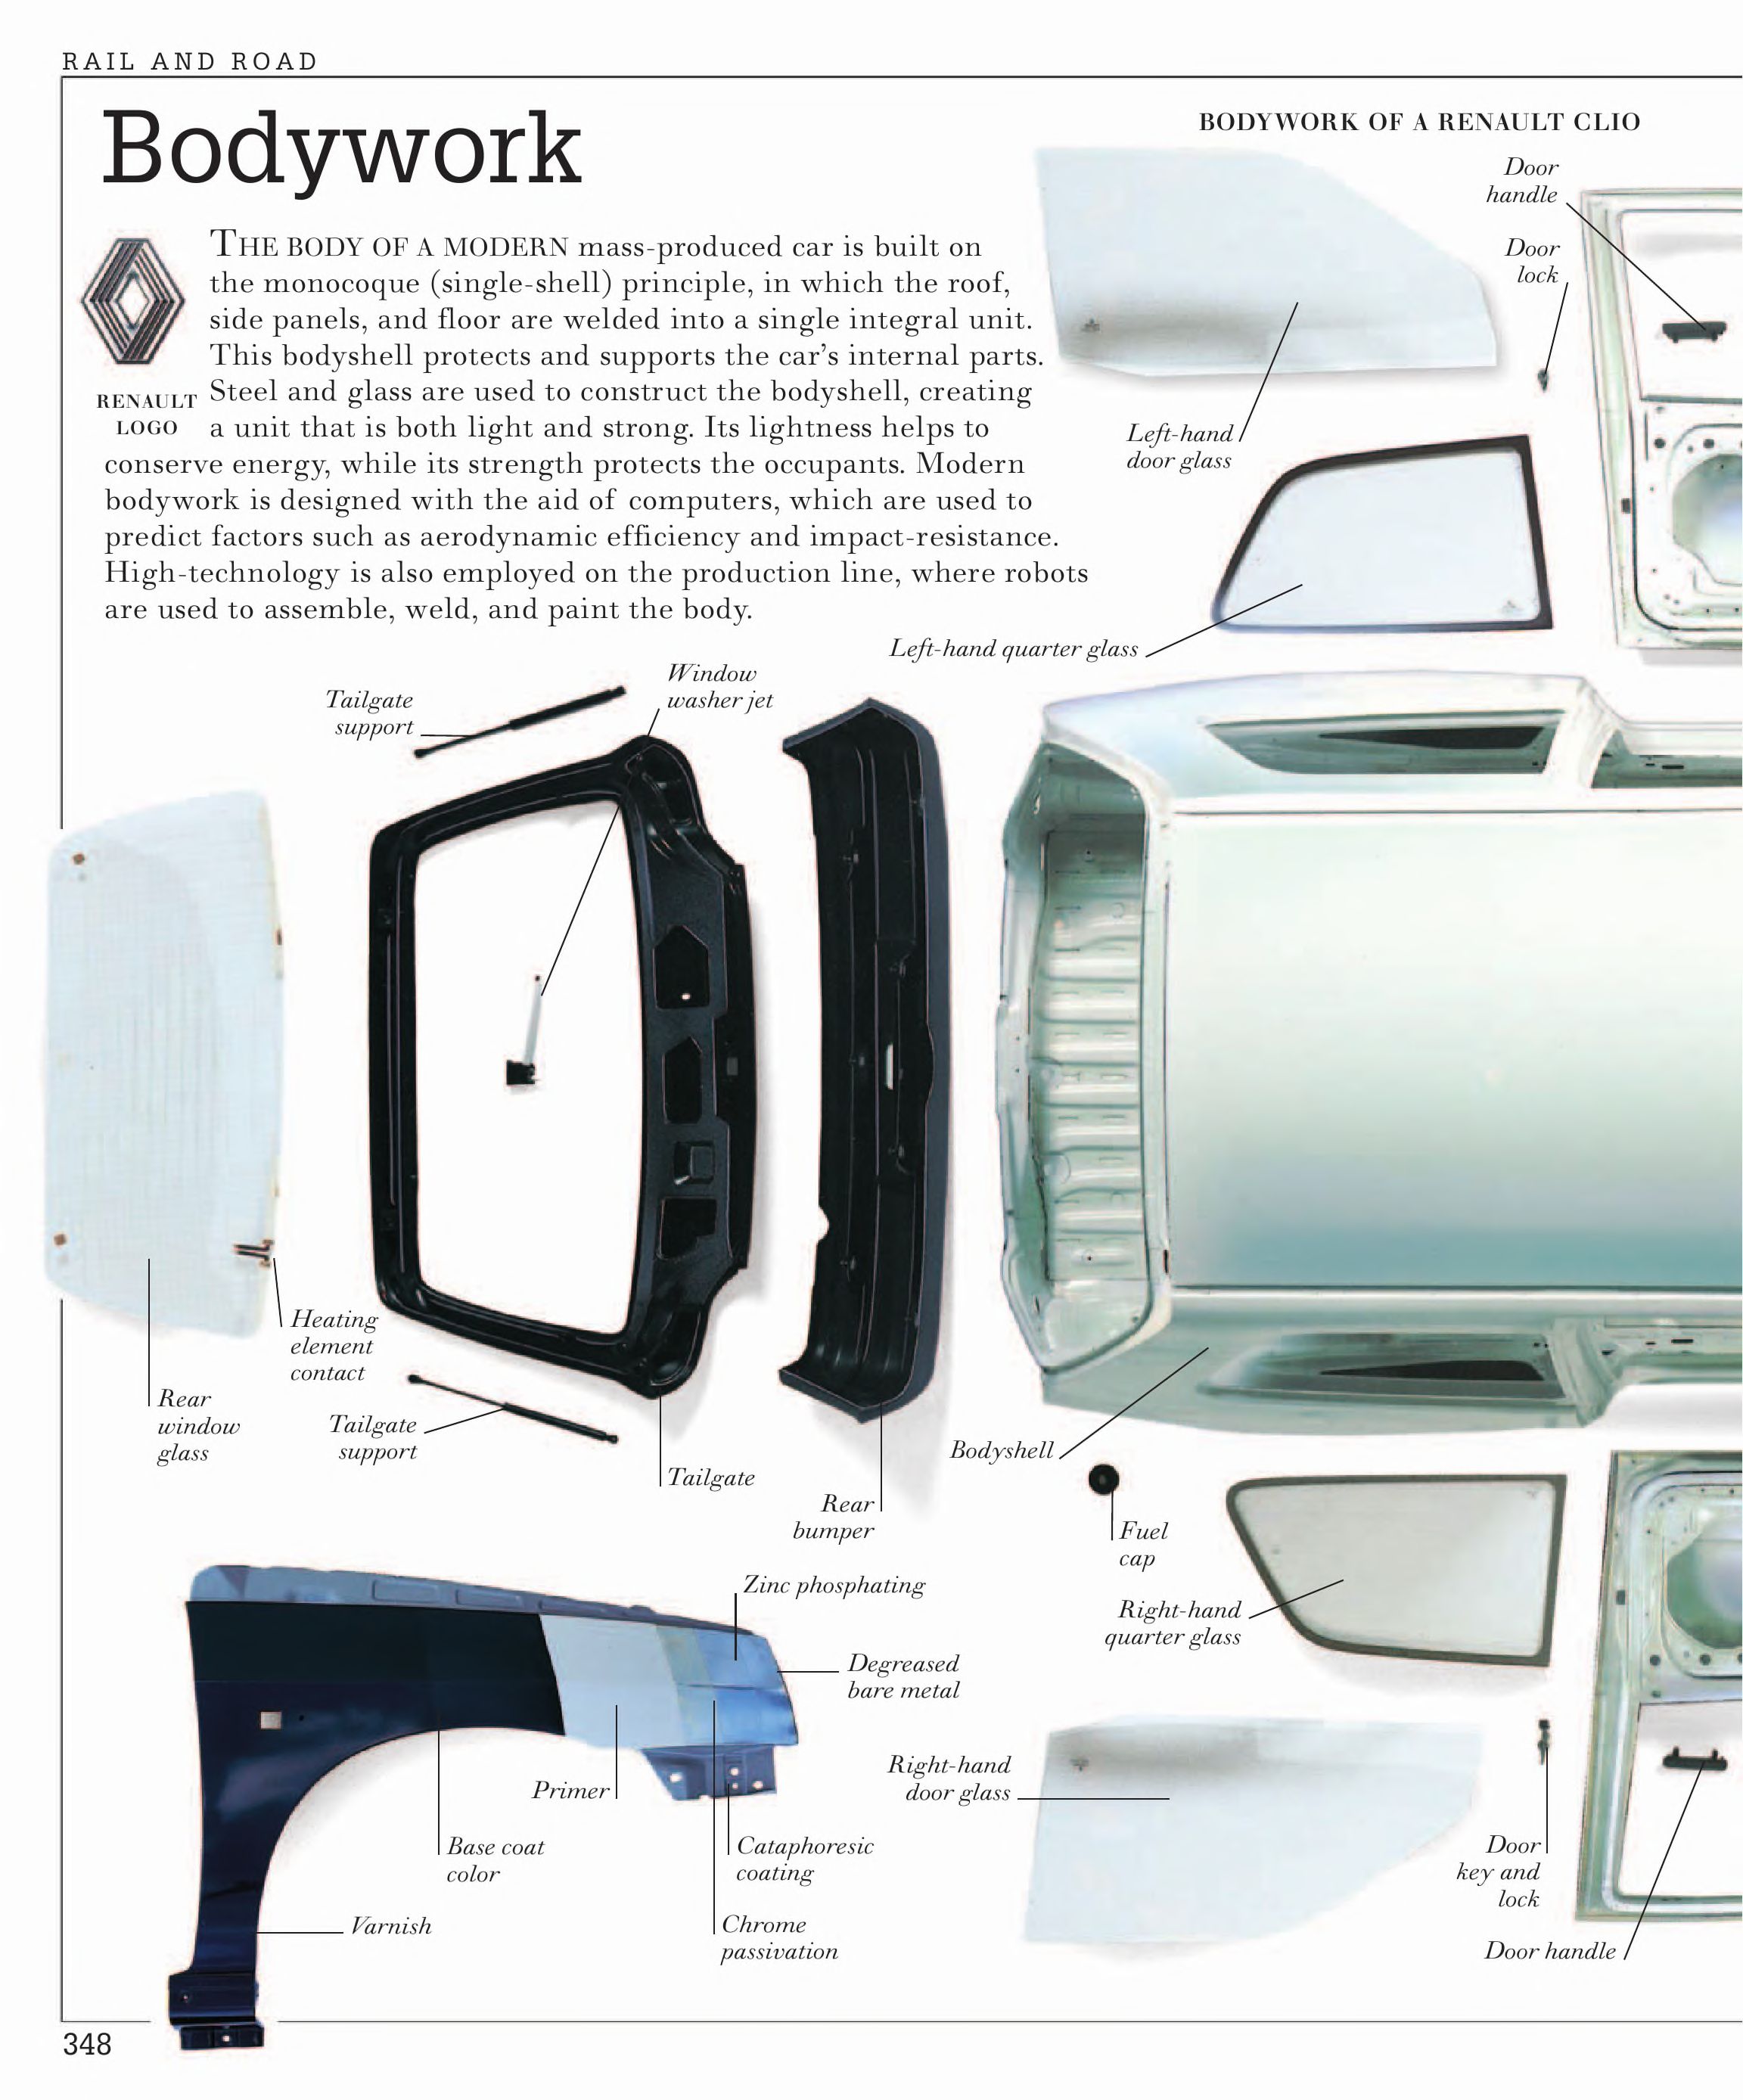 RAIL AND ROAD
Bodywork
RENAULT
LOGO
THE BODY OF A MODERN mass-produced car is built on
the monocoque (single-shell) principle, in which the roof,
side panels, and floor are welded into a single integral unit.
This bodyshell protects and supports the car’s internal parts.
Steel and glass are used to construct the bodyshell, creating
a unit that is both light and strong. Its lightness helps to
conserve energy, while its strength protects the occupants. Modern
bodywork is designed with the aid of computers, which are used to
predict factors such as aerodynamic efficiency and impact-resistance.
High-technology is also employed on the production line, where robots
are used to assemble, weld, and paint the body.
BODYWORK OF A RENAULT CLIO
Door
handle
Door
lock
Left-hand
door glass
Left-hand quarter glass
Window
washer jet
Tailgate
support
Heating
element
contact
Rear
window
glass
Tailgate
support
Tailgate
Rear
bumper
Bodyshell
Fuel
cap
Right-hand
quarter glass
Zinc phosphating
Degreased
bare metal
Right-hand
door glass
Primer
Base coat
color
Cataphoresic
coating
Varnish
Chrome
passivation
Door
key and
lock
Door handle
348